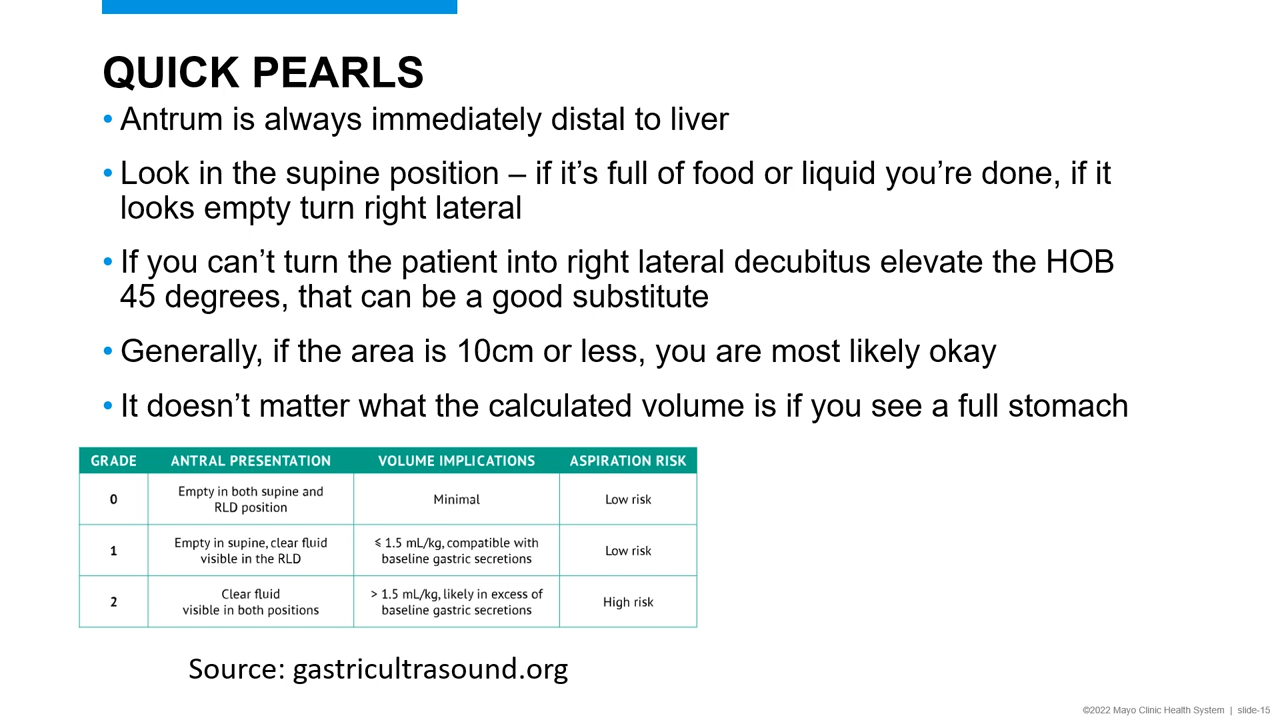 QUICK PEARLS
• Antrum is always immediately distal to liver
• Look in the supine position – if it’s full of food or liquid you’re done, if it
looks empty turn right lateral
• If you can’t turn the patient into right lateral decubitus elevate the HOB
45 degrees, that can be a good substitute
• Generally, if the area is 10cm or less, you are most likely okay
• It doesn’t matter what the calculated volume is if you see a full stomach
GRADE ANTRAL PRESENTATION VOLUME IMPLICATIONS ASPIRATION RISK
0 Empty in both supine and RLD position Minimal Low risk
1 Empty in supine, clear fluid visible in the RLD ≤ 1.5 mL/kg, compatible with baseline gastric secretions Low risk
2 Clear fluid visible in both positions > 1.5 mL/kg, likely in excess of baseline gastric secretions High risk
Source: gastricultrasound.org
©2022 Mayo Clinic Health System | slide-15